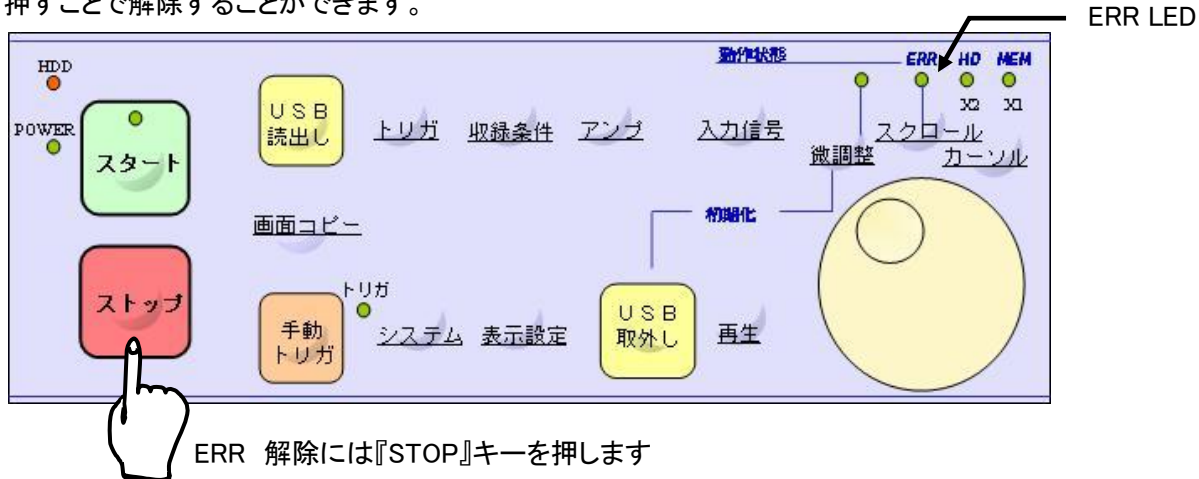 押すことで解除することができます。
ERR LED
動作状態
ERR HD MEM
X2 X1
HDD
POWER
スタート
USB
読出し
トリガ 収録条件 アンプ 入力信号
微調整
スクロール
カーソル
画面コピー
初期化
ストップ
手動
トリガ
トリガ
システム 表示設定
USB
取外し
再生
ERR 解除には『STOP』キーを押します